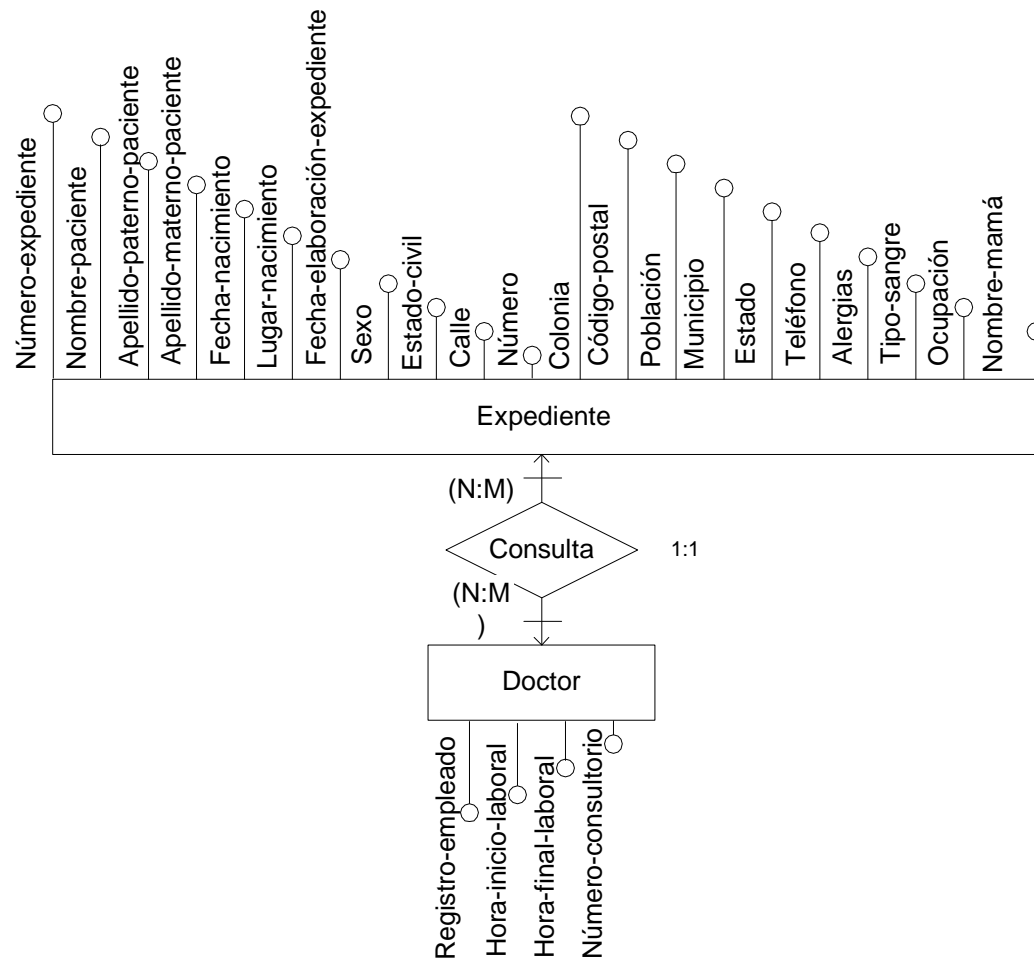 Número-expediente
Nombre-paciente
Apellido-paterno-paciente
Apellido-materno-paciente
Fecha-nacimiento
Lugar-nacimiento
Fecha-elaboración-expediente
Sexo
Estado-civil
Calle
Número
Colonia
Código-postal
Población
Municipio
Estado
Teléfono
Alergias
Tipo-sangre
Ocupación
Nombre-mamá
Expediente
(N:M)
Consulta
1:1
(N:M
)
Doctor
Registro-empleado
Hora-inicio-laboral
Hora-final-laboral
Número-consultorio